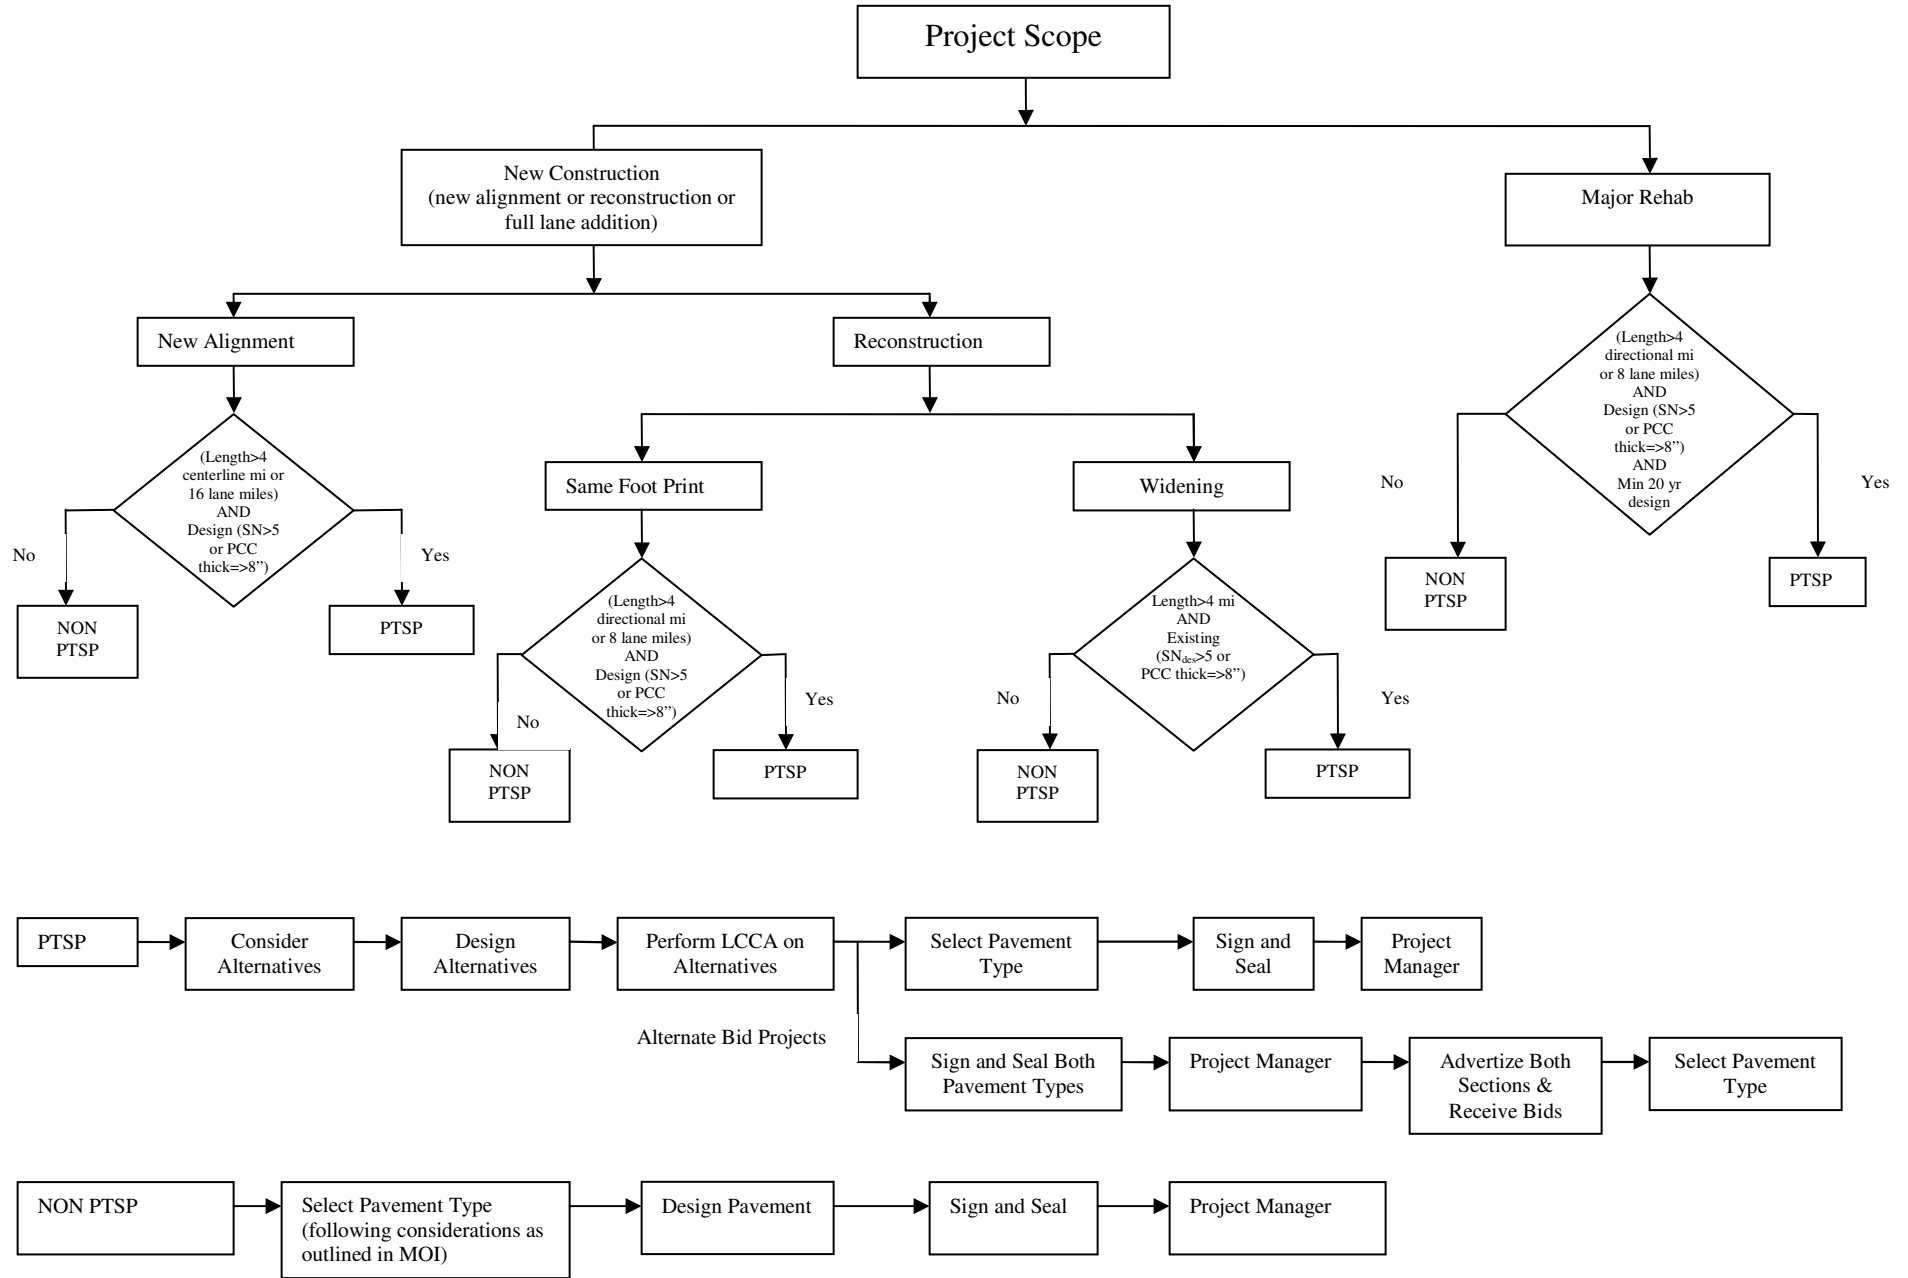 Project Scope
New Construction
(new alignment or reconstruction or
full lane addition)
Major Rehab
New Alignment
Reconstruction
(Length>4
directional mi
or 8 lane miles)
AND
Design (SN>5
or PCC
thick=>8”)
AND
Min 20 yr
design
No
Yes
NON
PTSP
PTSP
(Length>4
centerline mi or
16 lane miles)
AND
Design (SN>5
or PCC
thick=>8”)
No
Yes
NON
PTSP
PTSP
Same Foot Print
Widening
(Length>4
directional mi
or 8 lane miles)
AND
Design (SN>5
or PCC
thick=>8”)
No
Yes
NON
PTSP
PTSP
Length>4 mi
AND
Existing
(SNdes>5 or
PCC thick=>8”)
No
Yes
NON
PTSP
PTSP
PTSP
Consider
Alternatives
Design
Alternatives
Perform LCCA on
Alternatives
Select Pavement
Type
Sign and
Seal
Project
Manager
Alternate Bid Projects
Sign and Seal Both
Pavement Types
Project Manager
Advertize Both
Sections &
Receive Bids
Select Pavement
Type
NON PTSP
Select Pavement Type
(following considerations as
outlined in MOI)
Design Pavement
Sign and Seal
Project Manager